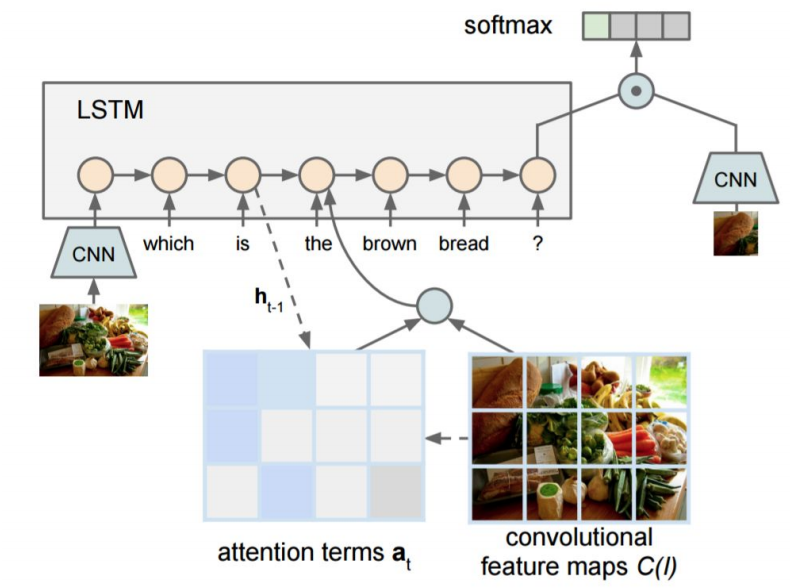 softmax
LSTM
CNN
CNN
which is the brown bread ?
h t-1
attention terms a t
convolutional
feature maps C(I)